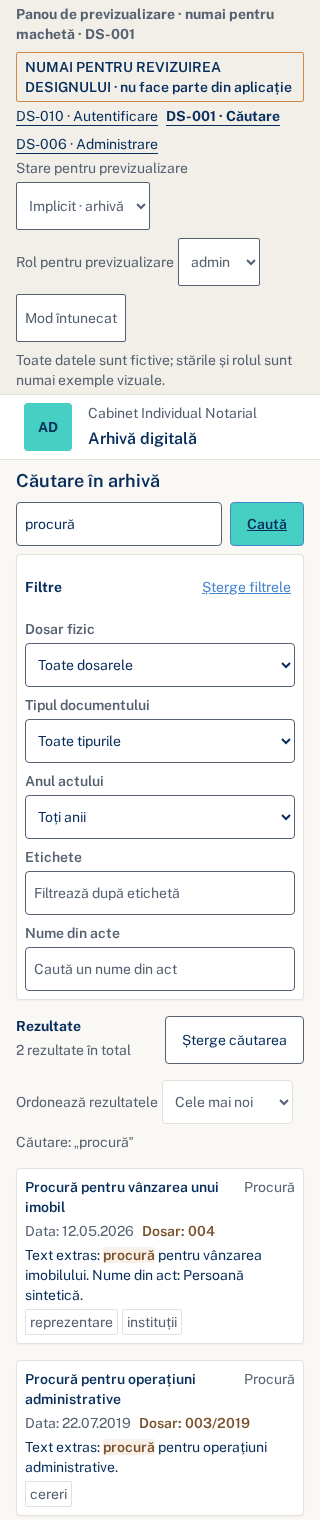 Panou de previzualizare · numai pentru
machetă · DS-001
NUMAI PENTRU REVIZUIREA
DESIGNULUI · nu face parte din aplicație
DS-010 · Autentificare DS-001 · Căutare
DS-006 · Administrare
Stare pentru previzualizare
Implicit · arhivă
Rol pentru previzualizare admin
Mod întunecat
Toate datele sunt fictive; stările și rolul sunt
numai exemple vizuale.
AD
Cabinet Individual Notarial
Arhivă digitală
Căutare în arhivă
procură Caută
Filtre Șterge filtrele
Dosar fizic
Toate dosarele
Tipul documentului
Toate tipurile
Anul actului
Toți anii
Etichete
Filtrează după etichetă
Nume din acte
Caută un nume din act
Rezultate
2 rezultate în total
Șterge căutarea
Ordonează rezultatele Cele mai noi
Căutare: „procură”
Procură pentru vânzarea unui
imobil
Procură
Data: 12.05.2026 Dosar: 004
Text extras: procură pentru vânzarea
imobilului. Nume din act: Persoană
sintetică.
reprezentare instituții
Procură pentru operațiuni
administrative
Procură
Data: 22.07.2019 Dosar: 003/2019
Text extras: procură pentru operațiuni
administrative.
cereri